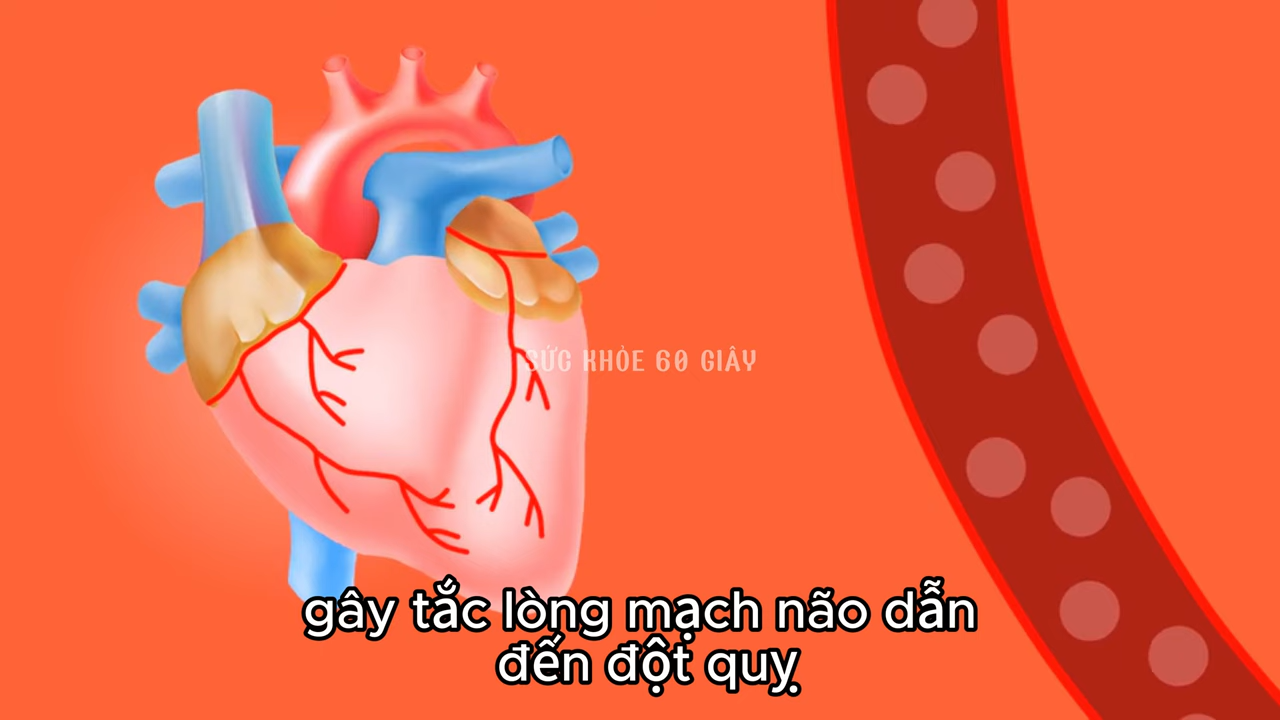 SỨC KHỎE 60 GIÂY
gây tắc lòng mạch não dẫn
đến đột quỵ